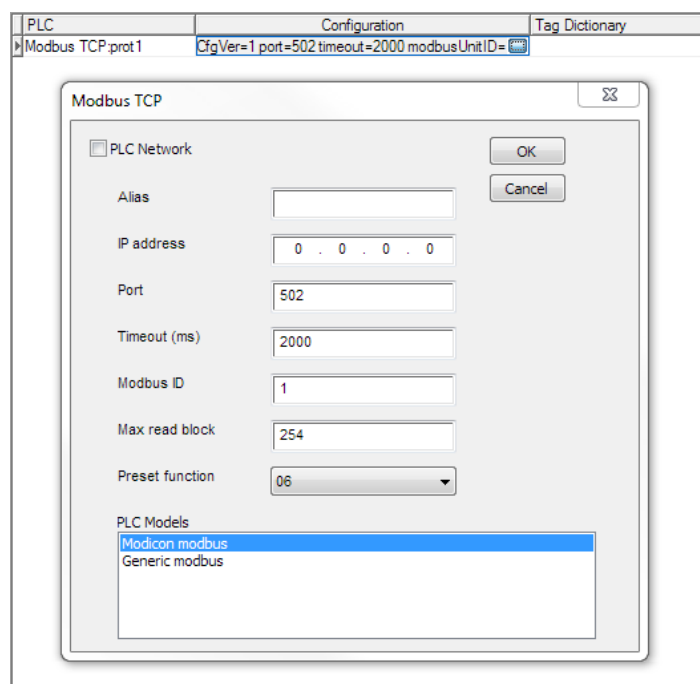 PLC Configuration Tag Dictionary
Modbus TCP:prot1 CfgVer=1 port=502 timeout=2000 modbusUnitID=
Modbus TCP
PLC Network OK
Cancel
Alias
IP address 0 . 0 . 0 . 0
Port 502
Timeout (ms) 2000
Modbus ID 1
Max read block 254
Preset function 06
PLC Models
Modicon modbus
Generic modbus